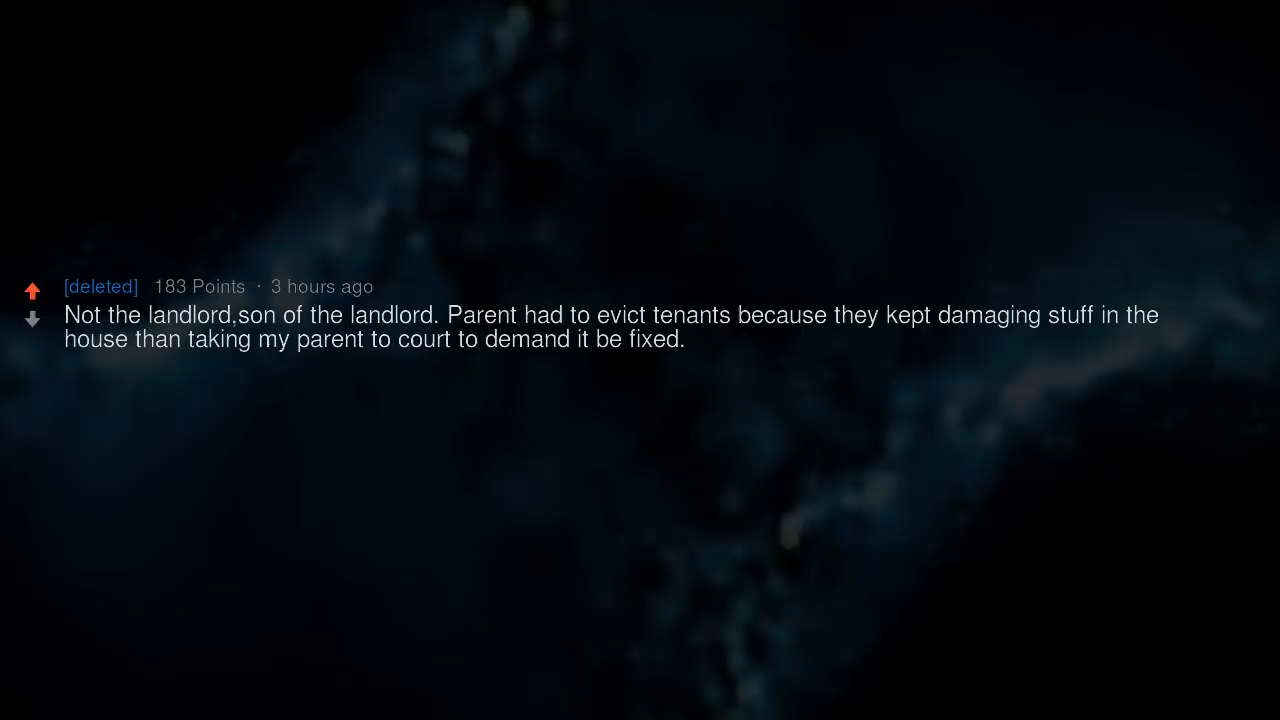 [deleted] 183 Points · 3 hours ago
Not the landlord,son of the landlord. Parent had to evict tenants because they kept damaging stuff in the
house than taking my parent to court to demand it be fixed.